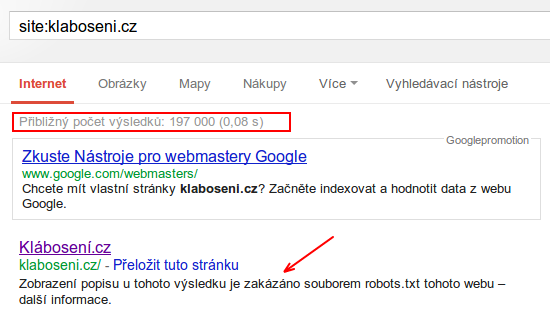 site:klaboseni.cz
Internet Obrázky Mapy Nákupy Více Vyhledávací nástroje
Přibližný počet výsledků: 197 000 (0,08 s)
Googlepromotion
Zkuste Nástroje pro webmastery Google
www.google.com/webmasters/
Chcete mít vlastní stránky klaboseni.cz? Začněte indexovat a hodnotit data z webu
Google.
Klábosení.cz
klaboseni.cz/ - Přeložit tuto stránku
Zobrazení popisu u tohoto výsledku je zakázáno souborem robots.txt tohoto webu –
další informace.